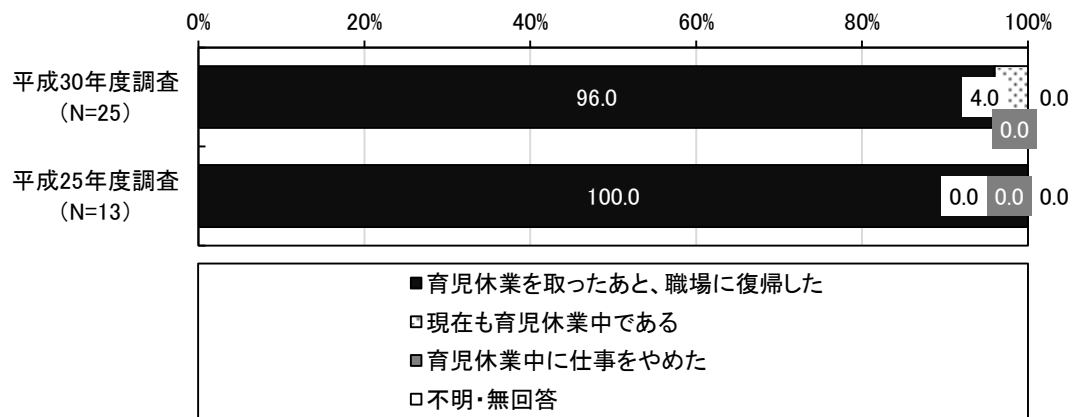 0% 20% 40% 60% 80% 100%
平成30年度調査
（N=25）
96.0 4.0 0.0
0.0
平成25年度調査
（N=13）
100.0 0.0 0.0 0.0
育児休業を取ったあと、職場に復帰した
現在も育児休業中である
育児休業中に仕事をやめた
不明・無回答